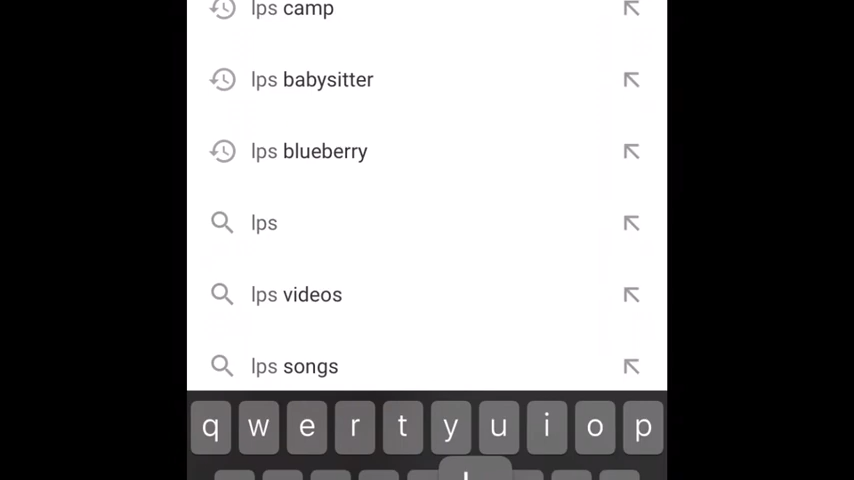 lps camp
lps babysitter
lps blueberry
lps
lps videos
lps songs
q w e r t y u i o p